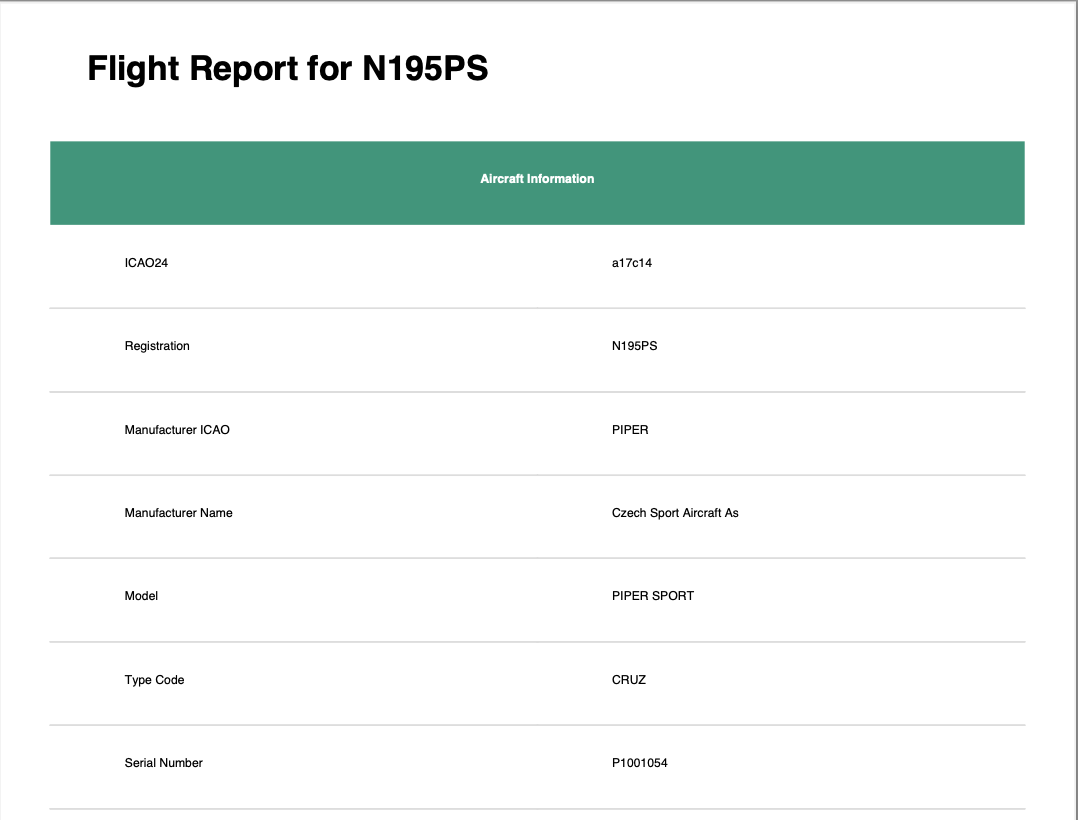 Flight Report for N195PS
Aircraft Information
ICAO24 a17c14
Registration N195PS
Manufacturer ICAO PIPER
Manufacturer Name Czech Sport Aircraft As
Model PIPER SPORT
Type Code CRUZ
Serial Number P1001054